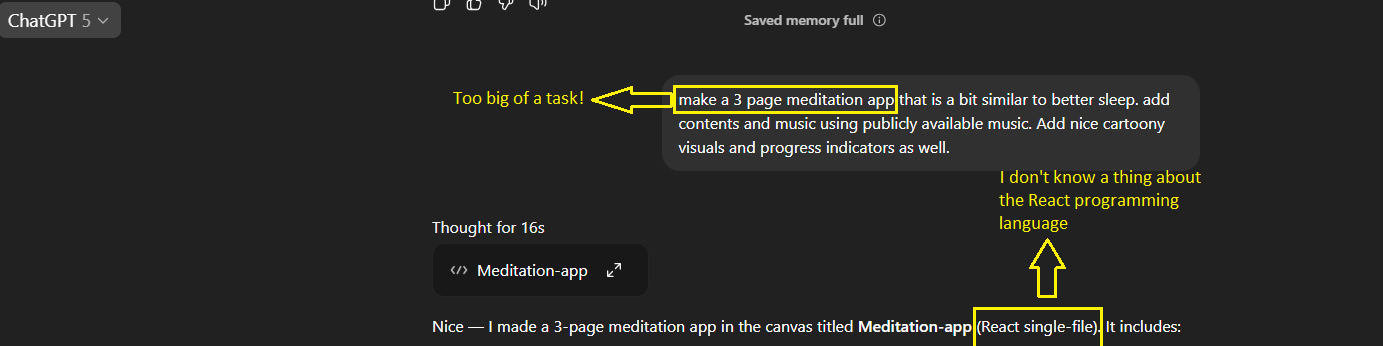 ChatGPT 5
Saved memory full
Too big of a task!
make a 3 page meditation app that is a bit similar to better sleep. add
contents and music using publicly available music. Add nice cartoony
visuals and progress indicators as well.
I don't know a thing about
the React programming
language
Thought for 16s
Meditation-app
Nice — I made a 3-page meditation app in the canvas titled Meditation-app (React single-file). It includes: